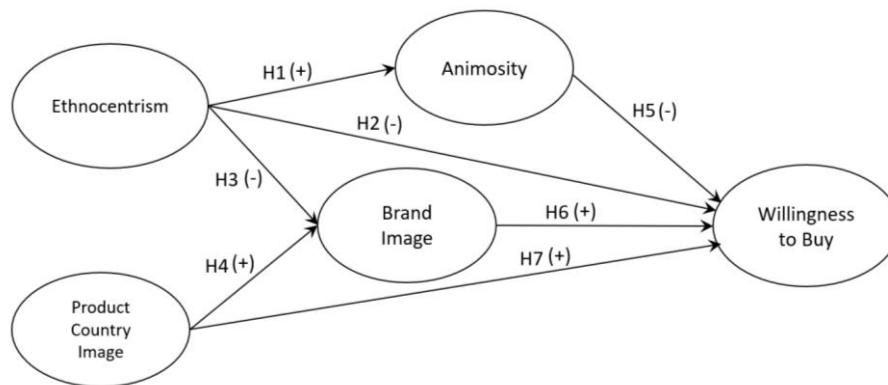 Ethnocentrism
H1 (+)
Animosity
H2 (-)
H5 (-)
H3 (-)
Brand
Image
H6 (+)
Willingness
to Buy
H4 (+)
H7 (+)
Product
Country
Image